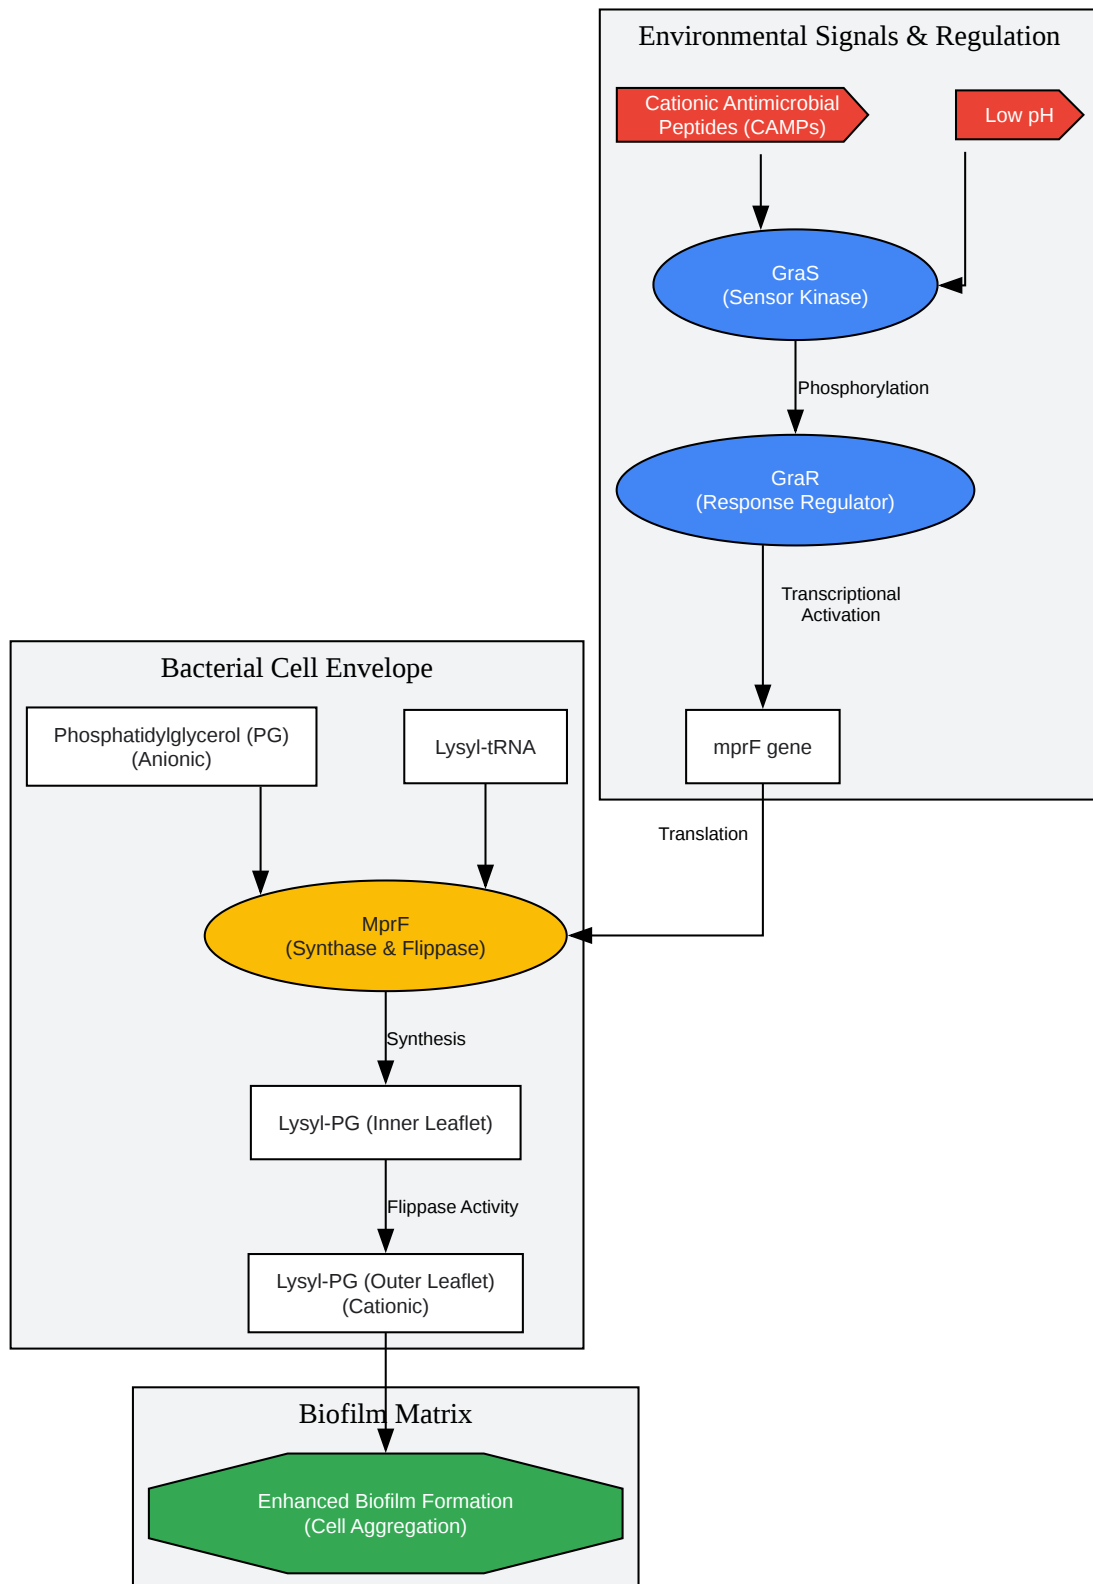 Environmental Signals & Regulation
Cationic Antimicrobial
Peptides (CAMPs)
Low pH
GraS
(Sensor Kinase)
Phosphorylation
GraR
(Response Regulator)
Transcriptional
Activation
mprF gene
Translation
Bacterial Cell Envelope
Phosphatidylglycerol (PG)
(Anionic)
Lysyl-tRNA
MprF
(Synthase & Flippase)
Synthesis
Lysyl-PG (Inner Leaflet)
Flippase Activity
Lysyl-PG (Outer Leaflet)
(Cationic)
Biofilm Matrix
Enhanced Biofilm Formation
(Cell Aggregation)